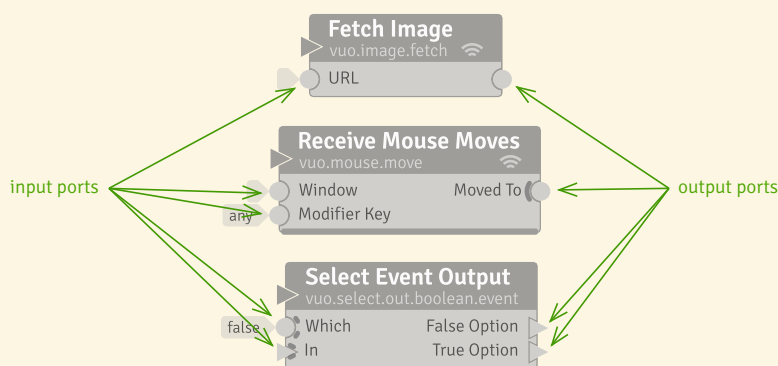 Fetch Image
vuo.image.fetch
URL
Receive Mouse Moves
vuo.mouse.move
input ports
Window
Moved To
output ports
any
Modifier Key
Select Event Output
vuo.select.out.boolean.event
false
Which
False Option
In
True Option